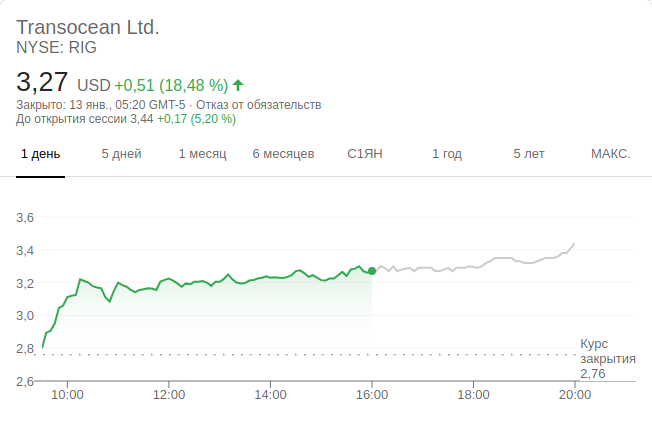 Transocean Ltd.
NYSE: RIG
3,27 USD +0,51 (18,48 %)
Закрыто: 13 янв., 05:20 GMT-5 · Отказ от обязательств
До открытия сессии 3,44 +0,17 (5,20 %)
1 день 5 дней 1 месяц 6 месяцев С1ЯН 1 год 5 лет МАКС.
3,6
3,4
3,2
3,0
2,8
2,6
Курс
закрытия
2,76
10:00 12:00 14:00 16:00 18:00 20:00